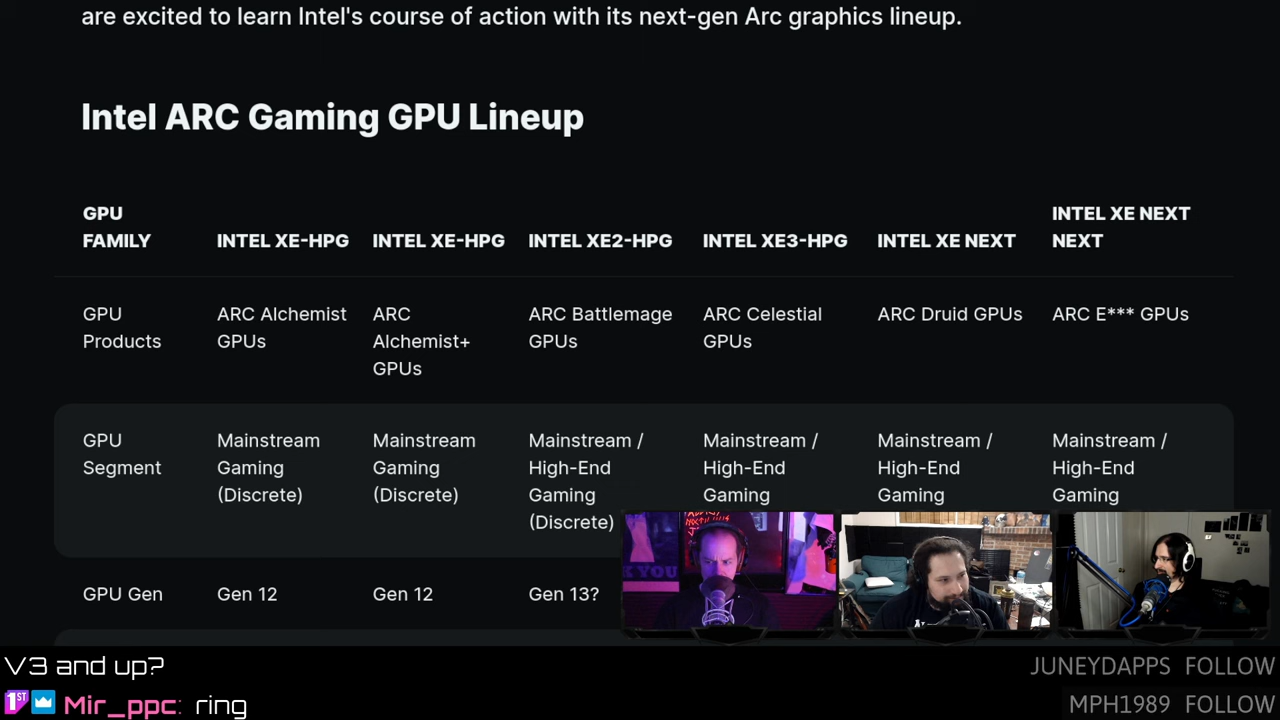 are excited to learn Intel's course of action with its next-gen Arc graphics lineup.
Intel ARC Gaming GPU Lineup
GPU FAMILY
INTEL XE-HPG
INTEL XE-HPG
INTEL XE2-HPG
INTEL XE3-HPG
INTEL XE NEXT
INTEL XE NEXT
NEXT
GPU
Products
ARC Alchemist
GPUs
ARC
Alchemist+
GPUs
ARC Battlemage
GPUs
ARC Celestial
GPUs
ARC Druid GPUs
ARC E*** GPUs
GPU
Segment
Mainstream
Gaming
(Discrete)
Mainstream
Gaming
(Discrete)
Mainstream /
High-End
Gaming
(Discrete)
Mainstream /
High-End
Gaming
Mainstream /
High-End
Gaming
Mainstream /
High-End
Gaming
GPU Gen
Gen 12
Gen 12
Gen 13?
K YOU
V3 and up?
1ST Mir_ppc: ring
JUNEYDAPPS FOLLOW
MPH1989 FOLLOW